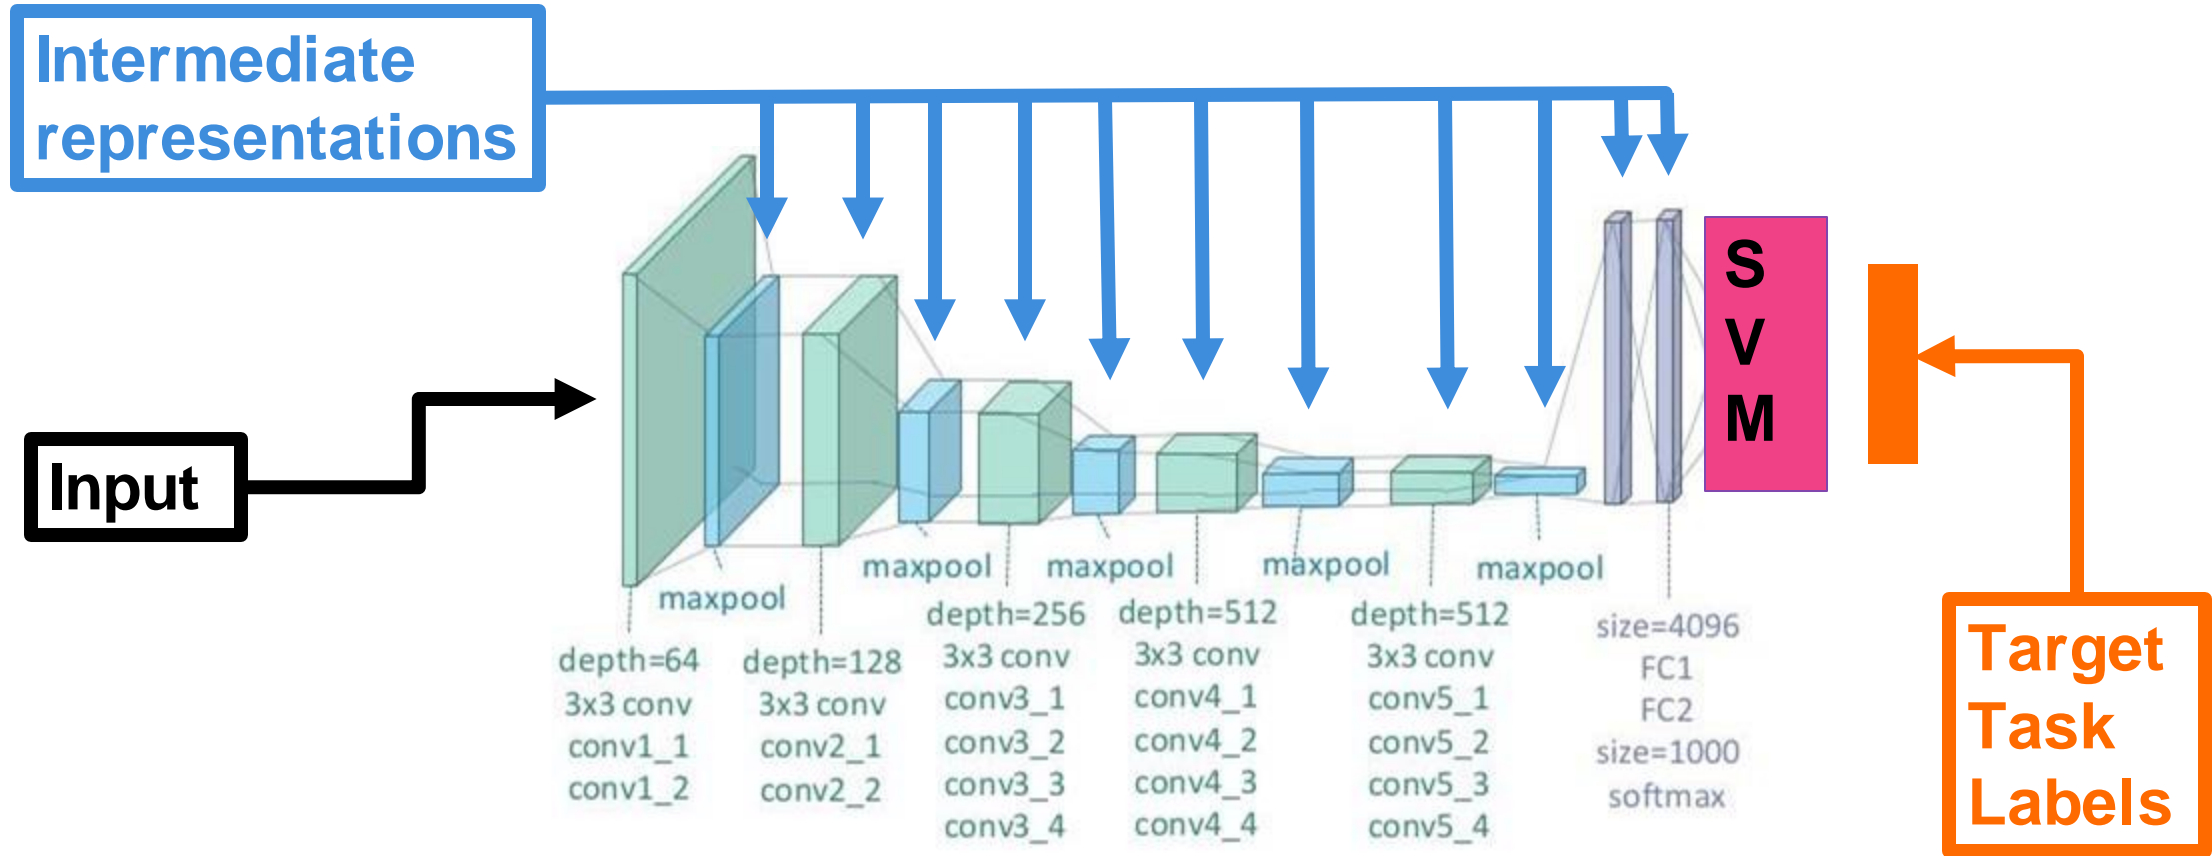 Intermediate
representations
Input
S
V
M
maxpool
maxpool
maxpool
maxpool
maxpool
depth=64
3x3 conv
conv1_1
conv1_2
depth=128
3x3 conv
conv2_1
conv2_2
depth=256
3x3 conv
conv3_1
conv3_2
conv3_3
conv3_4
depth=512
3x3 conv
conv4_1
conv4_2
conv4_3
conv4_4
depth=512
3x3 conv
conv5_1
conv5_2
conv5_3
conv5_4
size=4096
FC1
FC2
size=1000
softmax
Target
Task
Labels